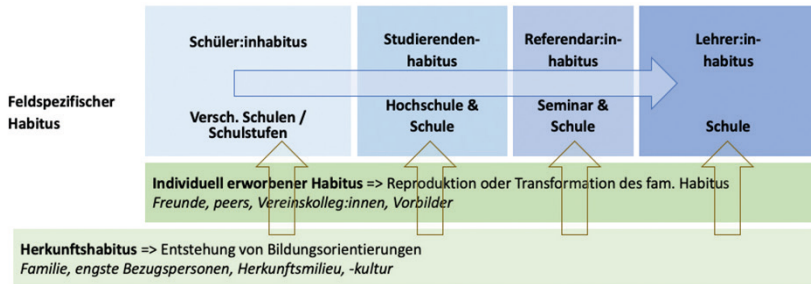 Schüler:inhabitus
Studierenden-
habitus
Referendar:in-
habitus
Lehrer:in-
habitus
Feldspezifischer
Habitus
Versch. Schulen /
Schulstufen
Hochschule &
Schule
Seminar &
Schule
Schule
Individuell erworbener Habitus => Reproduktion oder Transformation des fam. Habitus
Freunde, peers, Vereinskolleg:innen, Vorbilder
Herkunftshabitus => Entstehung von Bildungsorientierungen
Familie, engste Bezugspersonen, Herkunftsmilieu, -kultur